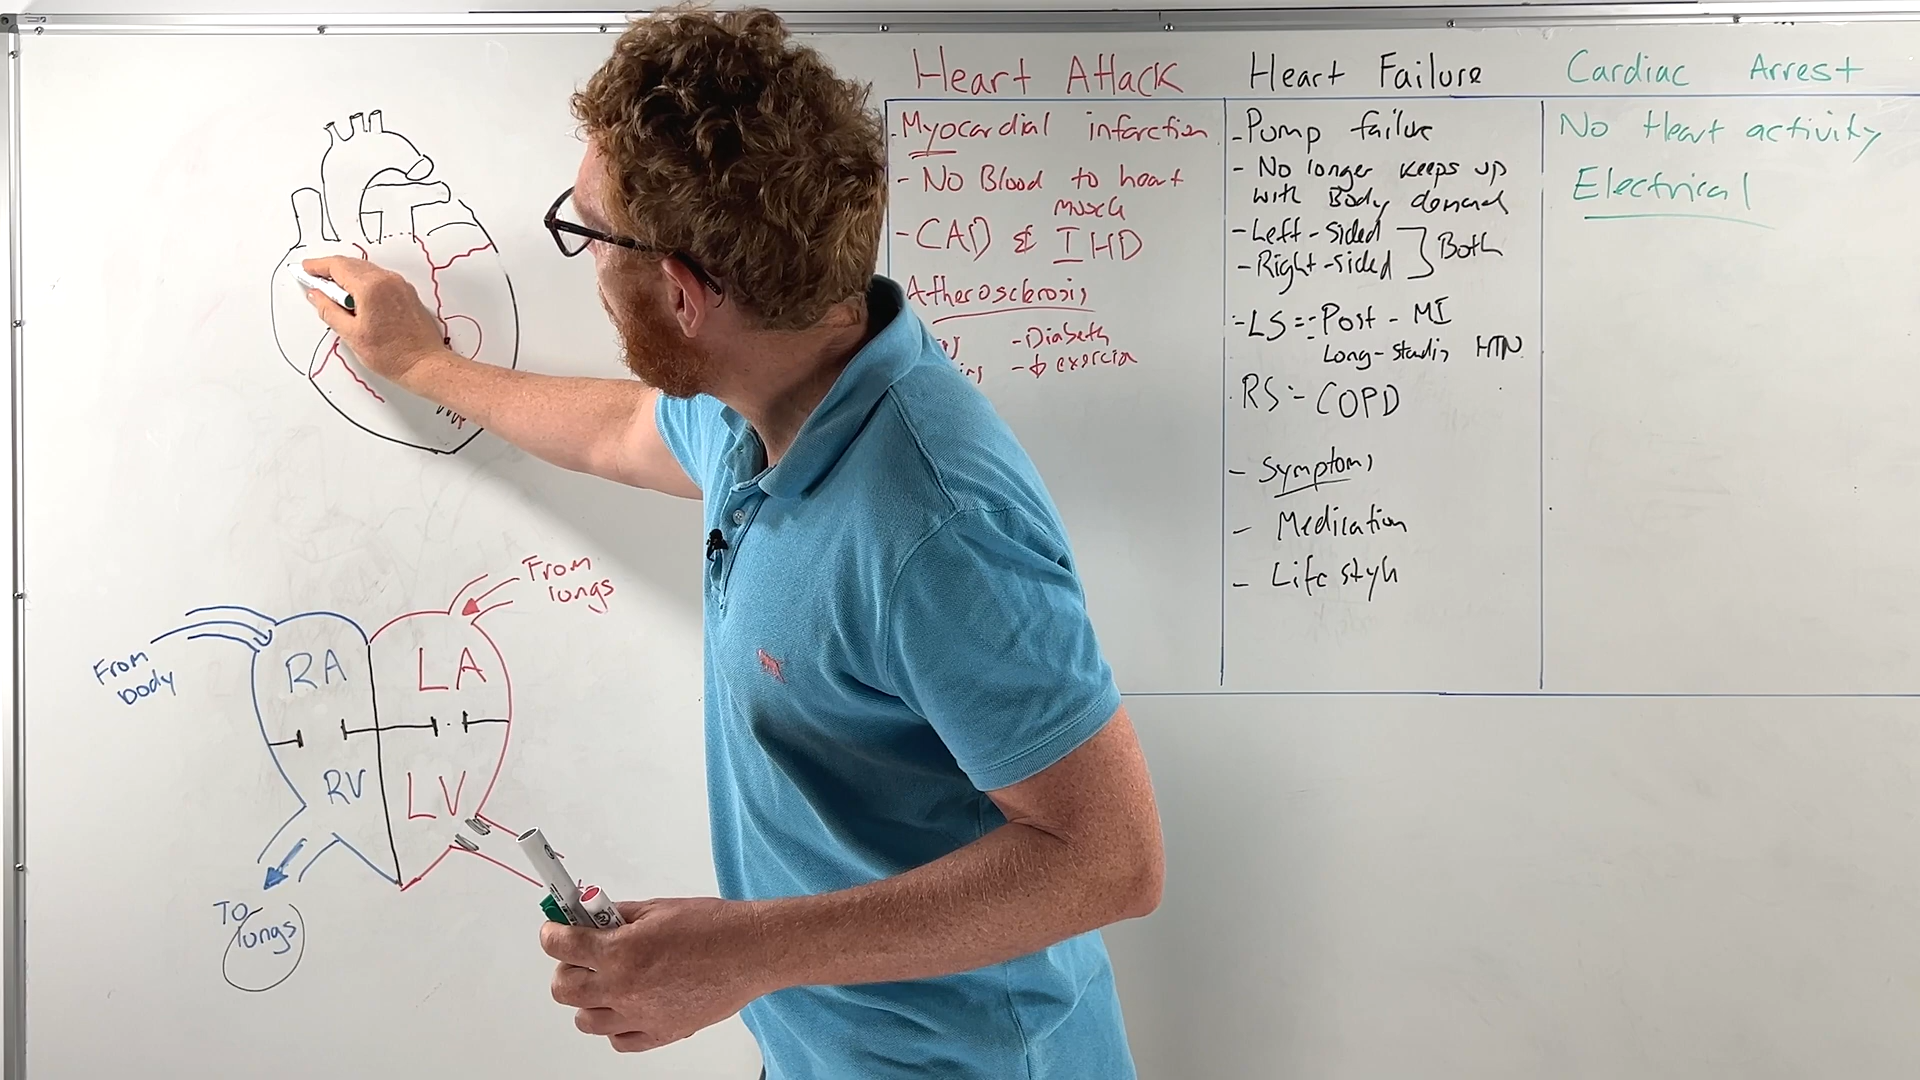 Heart Attack
- Myocardial infarction
- No Blood to heart
muscle
- CAD & IHD
Atherosclerosis
- Diabetes
- ↓ exercise
Heart Failure
- Pump failure
- No longer keeps up
with Body demand
- Left-sided
- Right-sided
Both
- LS = - Post-MI
Long-standing HTN
RS - COPD
- Symptoms
- Medication
- Lifestyle
Cardiac Arrest
No Heart activity
Electrical
From
lungs
From
body
RA
LA
RV
LV
To
lungs